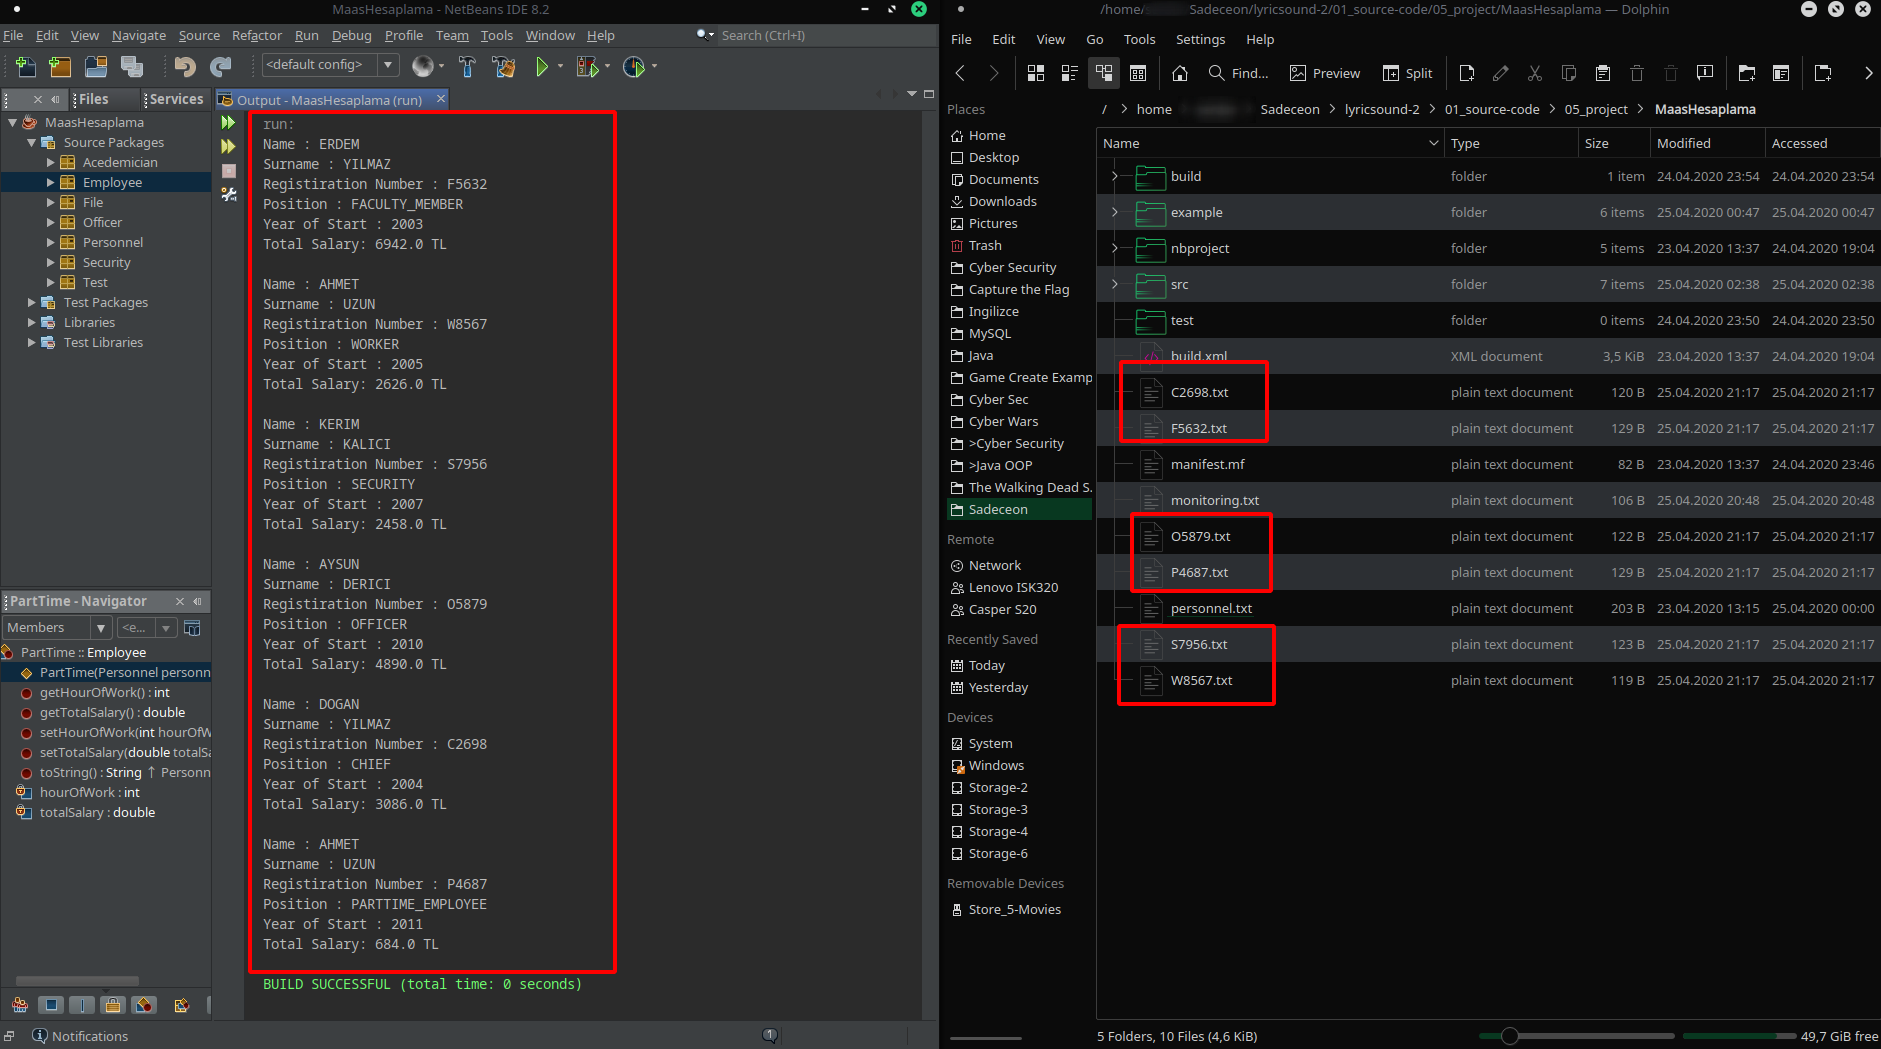 MaasHesaplama - NetBeans IDE 8.2
File Edit View Navigate Source Refactor Run Debug Profile Team Tools Window Help
Search (Ctrl+I)
<default config>
Files
Services
MaasHesaplama
Source Packages
Acedemician
Employee
File
Officer
Personnel
Security
Test
Test Packages
Libraries
Test Libraries
PartTime - Navigator
Members
<e...
PartTime :: Employee
PartTime(Personnel personn
getHourOfWork() : int
getTotalSalary() : double
setHourOfWork(int hourOfW
setTotalSalary(double totalSa
toString() : String ↑ Personn
hourOfWork : int
totalSalary : double
Notifications
Output - MaasHesaplama (run)
run:
Name : ERDEM
Surname : YILMAZ
Registiration Number : F5632
Position : FACULTY_MEMBER
Year of Start : 2003
Total Salary: 6942.0 TL
Name : AHMET
Surname : UZUN
Registiration Number : W8567
Position : WORKER
Year of Start : 2005
Total Salary: 2626.0 TL
Name : KERIM
Surname : KALICI
Registiration Number : S7956
Position : SECURITY
Year of Start : 2007
Total Salary: 2458.0 TL
Name : AYSUN
Surname : DERICI
Registiration Number : O5879
Position : OFFICER
Year of Start : 2010
Total Salary: 4890.0 TL
Name : DOGAN
Surname : YILMAZ
Registiration Number : C2698
Position : CHIEF
Year of Start : 2004
Total Salary: 3086.0 TL
Name : AHMET
Surname : UZUN
Registiration Number : P4687
Position : PARTTIME_EMPLOYEE
Year of Start : 2011
Total Salary: 684.0 TL
BUILD SUCCESSFUL (total time: 0 seconds)
1
/home/ Sadeceon/lyricsound-2/01_source-code/05_project/MaasHesaplama — Dolphin
File Edit View Go Tools Settings Help
Find... Preview Split
/ > home > Sadeceon > lyricsound-2 > 01_source-code > 05_project > MaasHesaplama
Places
Home
Desktop
Documents
Downloads
Pictures
Trash
Cyber Security
Capture the Flag
Ingilizce
MySQL
Java
Game Create Examp
Cyber Sec
Cyber Wars
>Cyber Security
>Java OOP
The Walking Dead S.
Sadeceon
Remote
Network
Lenovo ISK320
Casper S20
Recently Saved
Today
Yesterday
Devices
System
Windows
Storage-2
Storage-3
Storage-4
Storage-6
Removable Devices
Store_5-Movies
Name Type Size Modified Accessed
build folder 1 item 24.04.2020 23:54 24.04.2020 23:54
example folder 6 items 25.04.2020 00:47 25.04.2020 00:47
nbproject folder 5 items 23.04.2020 13:37 24.04.2020 19:04
src folder 7 items 25.04.2020 02:38 25.04.2020 02:38
test folder 0 items 24.04.2020 23:50 24.04.2020 23:50
build.xml XML document 3,5 KiB 23.04.2020 13:37 24.04.2020 19:04
C2698.txt plain text document 120 B 25.04.2020 21:17 25.04.2020 21:17
F5632.txt plain text document 129 B 25.04.2020 21:17 25.04.2020 21:17
manifest.mf plain text document 82 B 23.04.2020 13:37 24.04.2020 23:46
monitoring.txt plain text document 106 B 25.04.2020 20:48 25.04.2020 20:48
O5879.txt plain text document 122 B 25.04.2020 21:17 25.04.2020 21:17
P4687.txt plain text document 129 B 25.04.2020 21:17 25.04.2020 21:17
personnel.txt plain text document 203 B 23.04.2020 13:15 25.04.2020 00:00
S7956.txt plain text document 123 B 25.04.2020 21:17 25.04.2020 21:17
W8567.txt plain text document 119 B 25.04.2020 21:17 25.04.2020 21:17
5 Folders, 10 Files (4,6 KiB)
49,7 GiB free